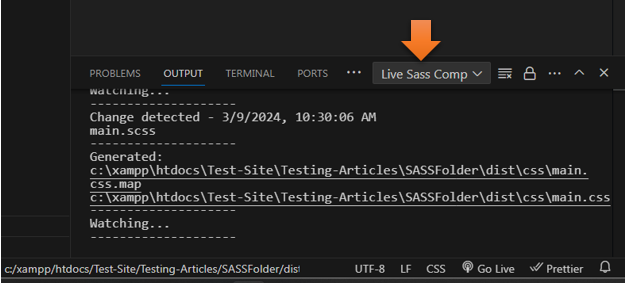 PROBLEMS OUTPUT TERMINAL PORTS ··· Live Sass Comp ···
Watching...
--------------------
Change detected - 3/9/2024, 10:30:06 AM
main.scss
--------------------
Generated:
c:\xampp\htdocs\Test-Site\Testing-Articles\SASSFolder\dist\css\main.
css.map
c:\xampp\htdocs\Test-Site\Testing-Articles\SASSFolder\dist\css\main.css
--------------------
Watching...
--------------------
c:/xampp/htdocs/Test-Site/Testing-Articles/SASSFolder/dist UTF-8 LF CSS Go Live Prettier